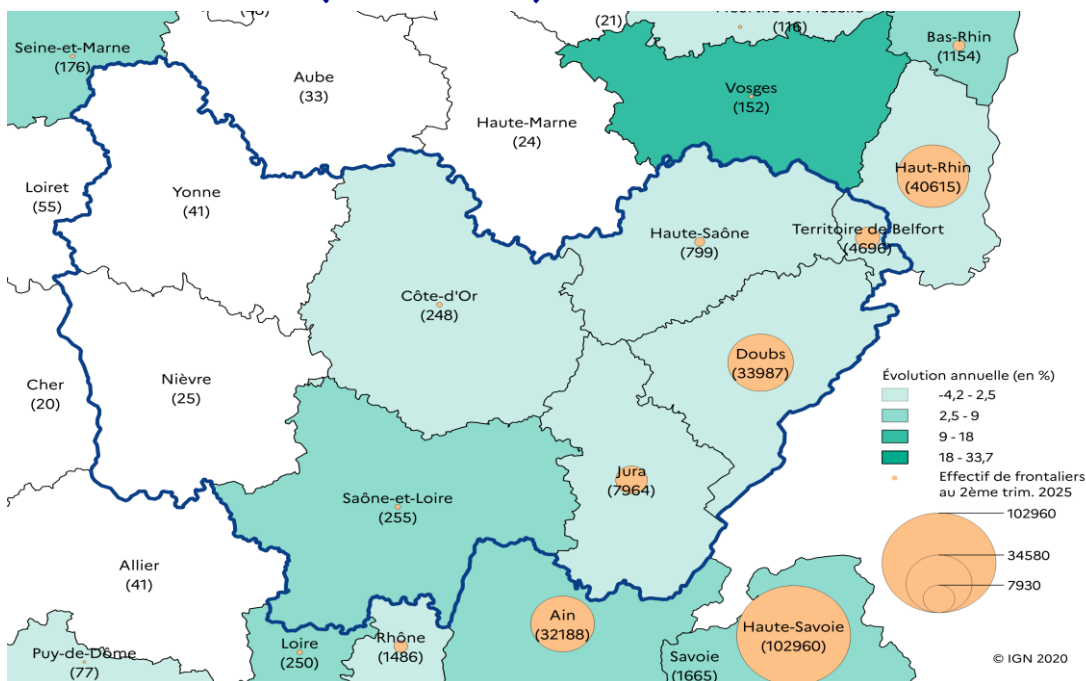 (21)
(116)
Seine-et-Marne
(176)
Bas-Rhin
(1154)
Aube
(33)
Vosges
(152)
Haute-Marne
(24)
Haut-Rhin
(40615)
Loiret
(55)
Yonne
(41)
Haute-Saône
(799)
Territoire de Belfort
(4696)
Côte-d'Or
(248)
Doubs
(33987)
Cher
(20)
Nièvre
(25)
Évolution annuelle (en %)
-4,2 - 2,5
2,5 - 9
9 - 18
18 - 33,7
Effectif de frontaliers
au 2ème trim. 2025
102960
34580
7930
Jura
(7964)
Saône-et-Loire
(255)
Allier
(41)
Ain
(32188)
Haute-Savoie
(102960)
Puy-de-Dôme
(77)
Loire
(250)
Rhône
(1486)
Savoie
(1665)
© IGN 2020